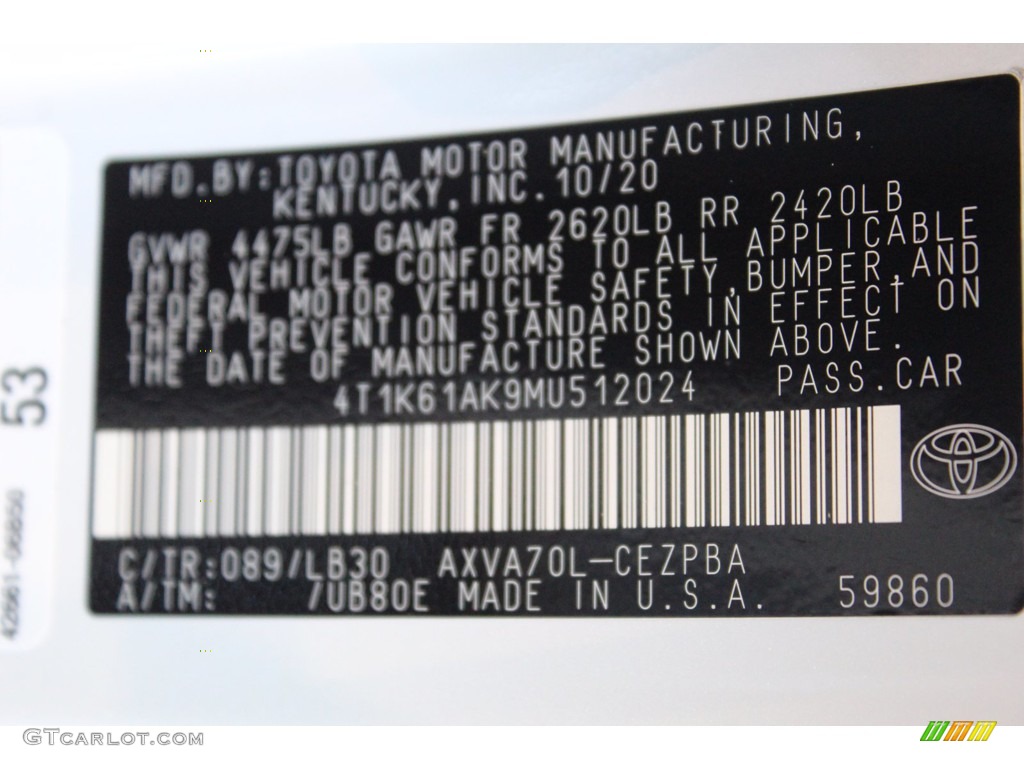 MFD.BY:TOYOTA MOTOR MANUFACTURING,
KENTUCKY,INC.10/20
GVWR 4475LB GAWR FR 2620LB RR 2420LB
THIS VEHICLE CONFORMS TO ALL APPLICABLE
FEDERAL MOTOR VEHICLE SAFETY,BUMPER,AND
THEFT PREVENTION STANDARDS IN EFFECT ON
THE DATE OF MANUFACTURE SHOWN ABOVE.
4T1K61AK9MU512024 PASS.CAR
C/TR:089/LB30 AXVA70L-CEZPBA
A/TM: /UB80E MADE IN U.S.A. 59860
53
GTCARLOT.COM